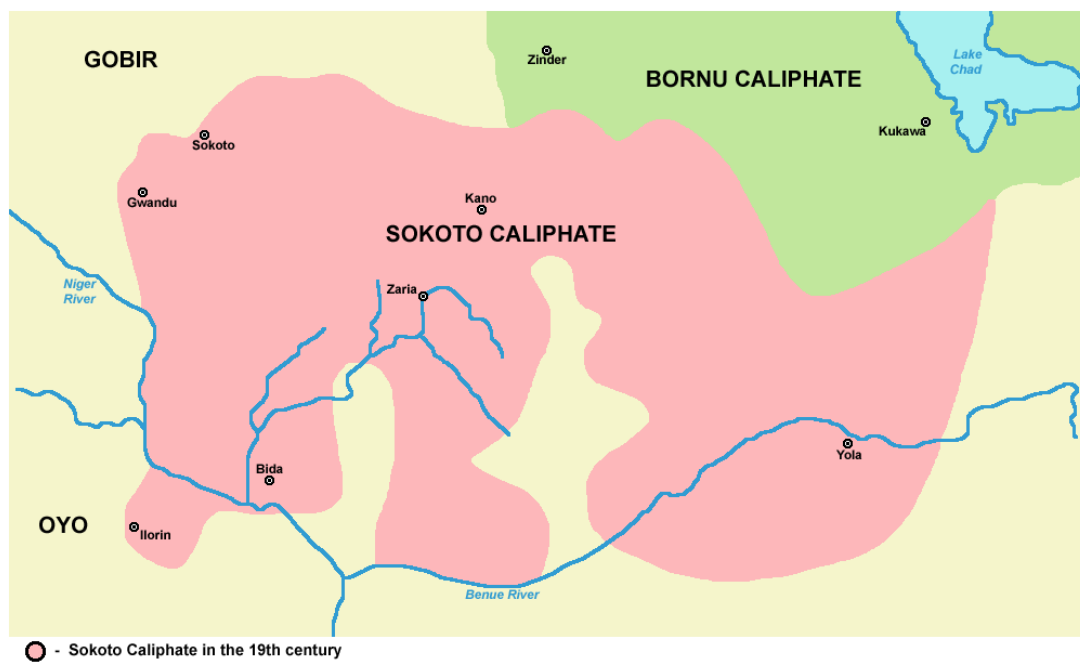 GOBIR
Zinder
BORNU CALIPHATE
Lake
Chad
Kukawa
Sokoto
Gwandu
Kano
SOKOTO CALIPHATE
Niger
River
Zaria
Bida
Yola
OYO
Ilorin
Benue River
- Sokoto Caliphate in the 19th century